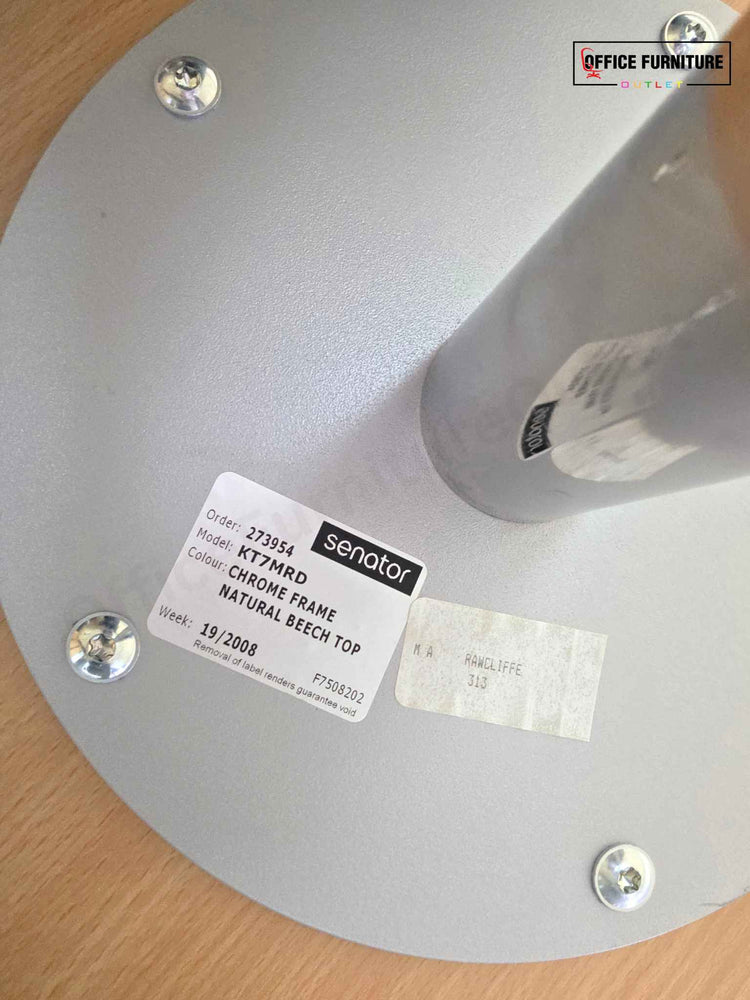 OFFICE FURNITURE
OUTLET
senator
Order: 273954
senator
Model: KT7MRD
Colour: CHROME FRAME
NATURAL BEECH TOP
Week: 19/2008
Removal of label renders guarantee void
F7508202
M A RAWCLIFFE
313